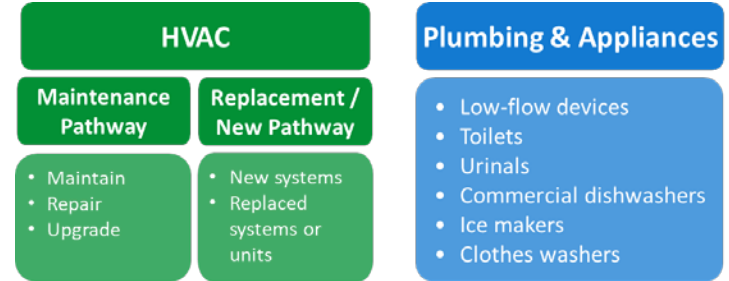 HVAC
Maintenance
Pathway
• Maintain
• Repair
• Upgrade
Replacement /
New Pathway
• New systems
• Replaced
systems or
units
Plumbing & Appliances
• Low-flow devices
• Toilets
• Urinals
• Commercial dishwashers
• Ice makers
• Clothes washers